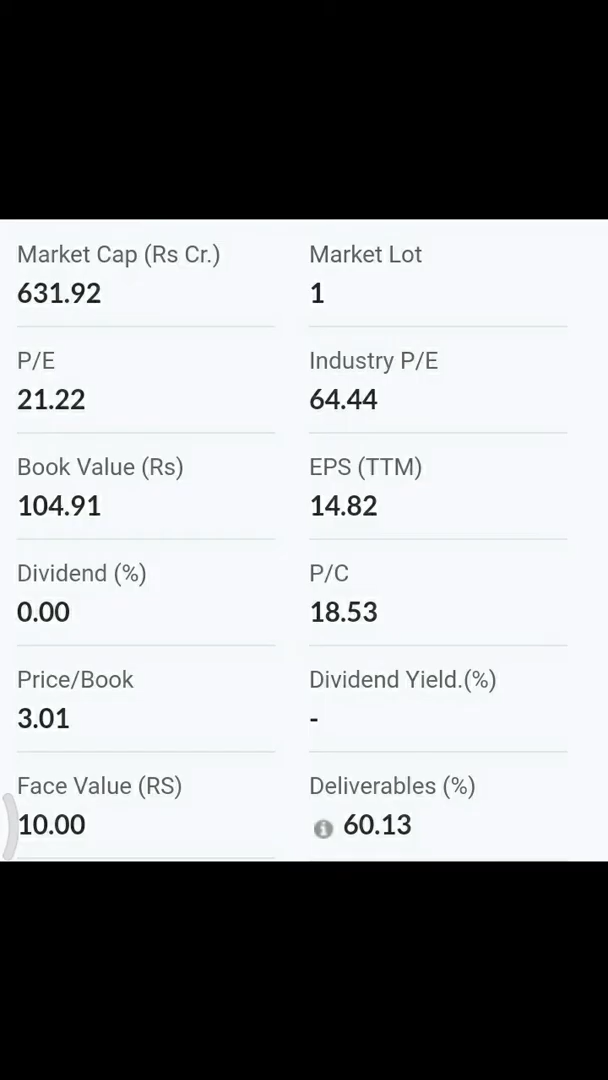 Market Cap (Rs Cr.)
Market Lot
631.92
1
P/E
Industry P/E
21.22
64.44
Book Value (Rs)
EPS (TTM)
104.91
14.82
Dividend (%)
P/C
0.00
18.53
Price/Book
Dividend Yield.(%)
3.01
-
Face Value (RS)
Deliverables (%)
10.00
60.13